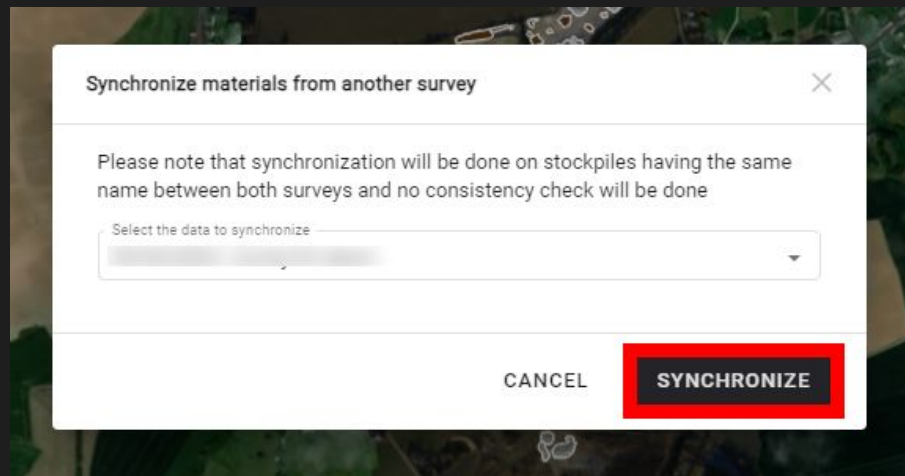 Synchronize materials from another survey
Please note that synchronization will be done on stockpiles having the same
name between both surveys and no consistency check will be done
Select the data to synchronize
CANCEL
SYNCHRONIZE